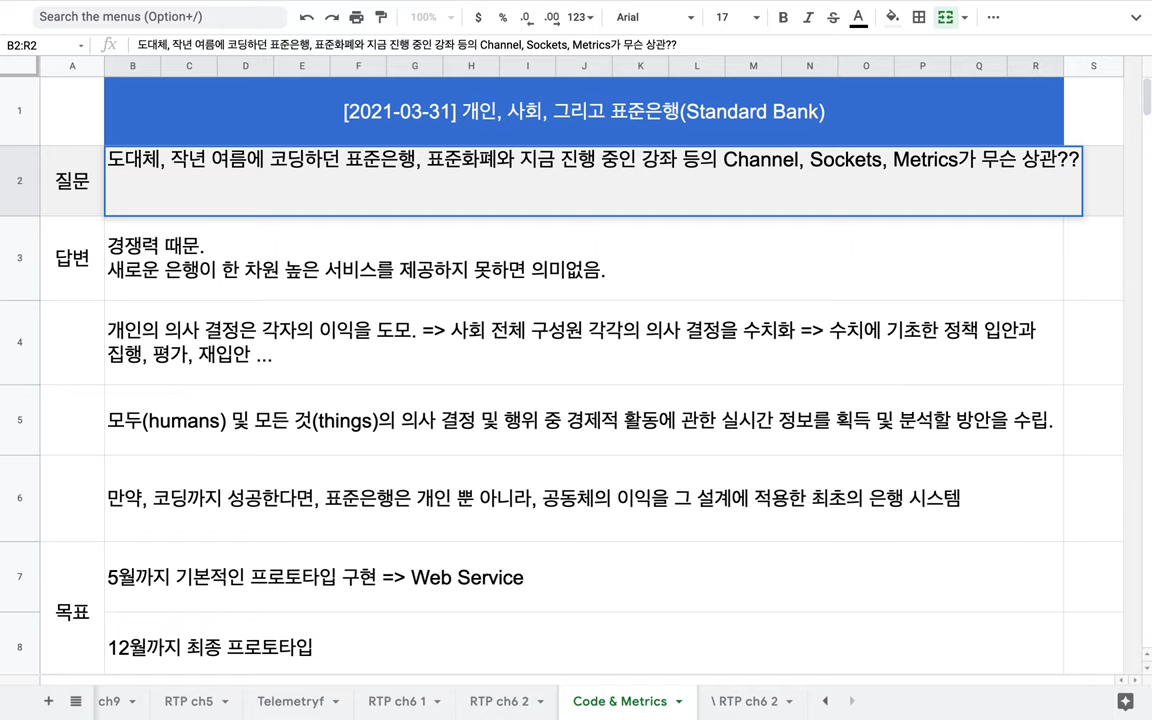 Search the menus (Option+/)
100%
$ % .0 .00 123
Arial
17
B I S A
B2:R2
fx
도대체, 작년 여름에 코딩하던 표준은행, 표준화폐와 지금 진행 중인 강좌 등의 Channel, Sockets, Metrics가 무슨 상관??
A B C D E F G H I J K L M N O P Q R S
1
[2021-03-31] 개인, 사회, 그리고 표준은행(Standard Bank)
2
질문
도대체, 작년 여름에 코딩하던 표준은행, 표준화폐와 지금 진행 중인 강좌 등의 Channel, Sockets, Metrics가 무슨 상관??
3
답변
경쟁력 때문.
새로운 은행이 한 차원 높은 서비스를 제공하지 못하면 의미없음.
4
개인의 의사 결정은 각자의 이익을 도모. => 사회 전체 구성원 각각의 의사 결정을 수치화 => 수치에 기초한 정책 입안과
집행, 평가, 재입안 ...
5
모두(humans) 및 모든 것(things)의 의사 결정 및 행위 중 경제적 활동에 관한 실시간 정보를 획득 및 분석할 방안을 수립.
6
만약, 코딩까지 성공한다면, 표준은행은 개인 뿐 아니라, 공동체의 이익을 그 설계에 적용한 최초의 은행 시스템
7
5월까지 기본적인 프로토타입 구현 => Web Service
목표
8
12월까지 최종 프로토타입
ch9
RTP ch5
Telemetryf
RTP ch6 1
RTP ch6 2
Code & Metrics
\ RTP ch6 2